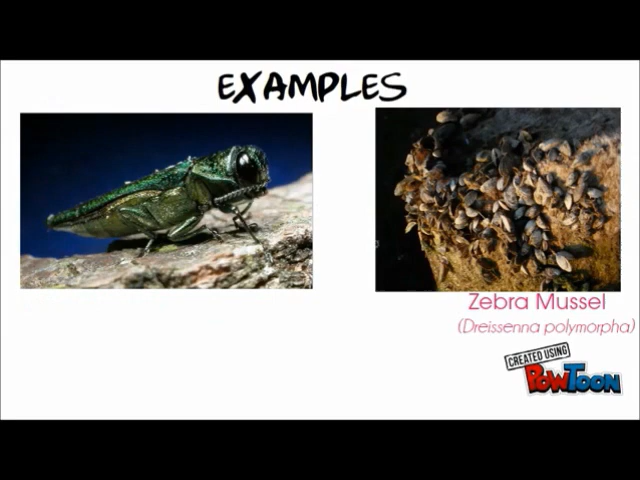 EXAMPLES
Zebra Mussel
(Dreissenna polymorpha)
CREATED USING
POWTOON